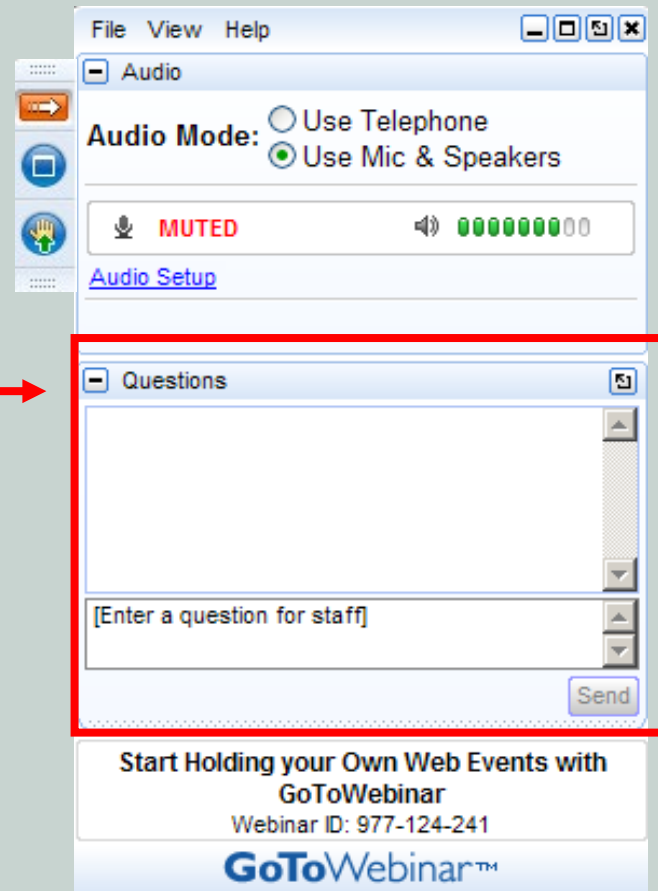 File View Help
Audio
Audio Mode: Use Telephone
Use Mic & Speakers
MUTED
Audio Setup
Questions
[Enter a question for staff]
Send
Start Holding your Own Web Events with
GoToWebinar
Webinar ID: 977-124-241
GoToWebinar™